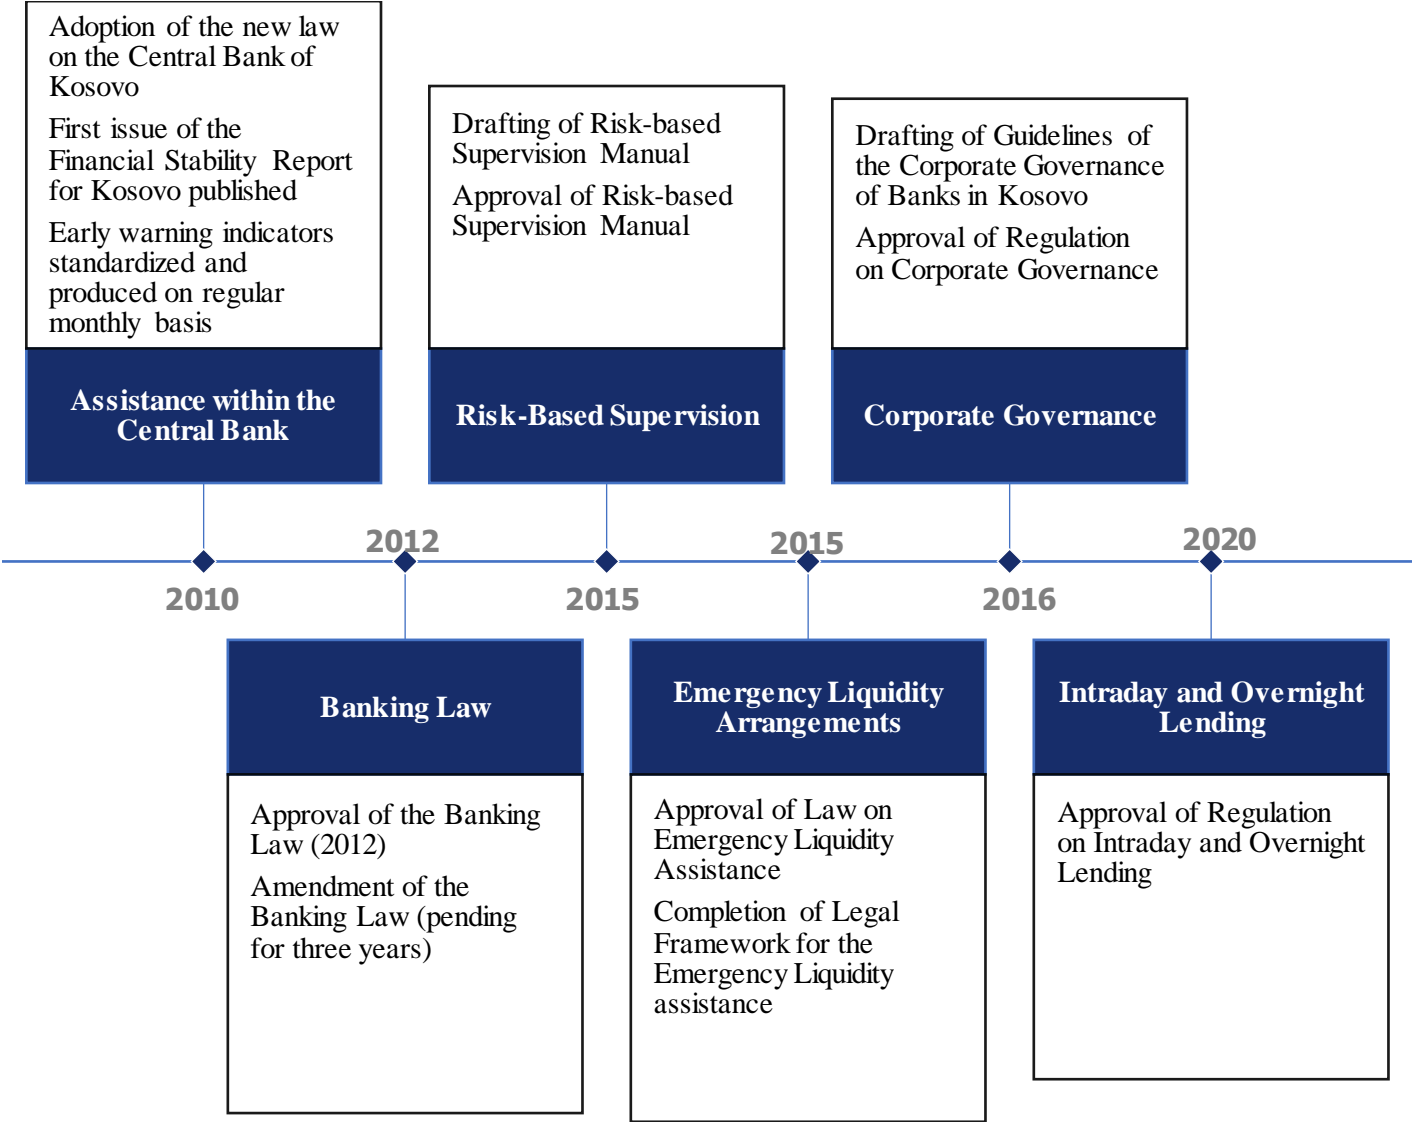 Adoption of the new law
on the Central Bank of
Kosovo
First issue of the
Financial Stability Report
for Kosovo published
Early warning indicators
standardized and
produced on regular
monthly basis
Assistance within the
Central Bank
Drafting of Risk-based
Supervision Manual
Approval of Risk-based
Supervision Manual
Risk-Based Supervision
Drafting of Guidelines of
the Corporate Governance
of Banks in Kosovo
Approval of Regulation
on Corporate Governance
Corporate Governance
2012
2015
2020
2010
2015
2016
Banking Law
Approval of the Banking
Law (2012)
Amendment of the
Banking Law (pending
for three years)
Emergency Liquidity
Arrangements
Approval of Law on
Emergency Liquidity
Assistance
Completion of Legal
Framework for the
Emergency Liquidity
assistance
Intraday and Overnight
Lending
Approval of Regulation
on Intraday and Overnight
Lending